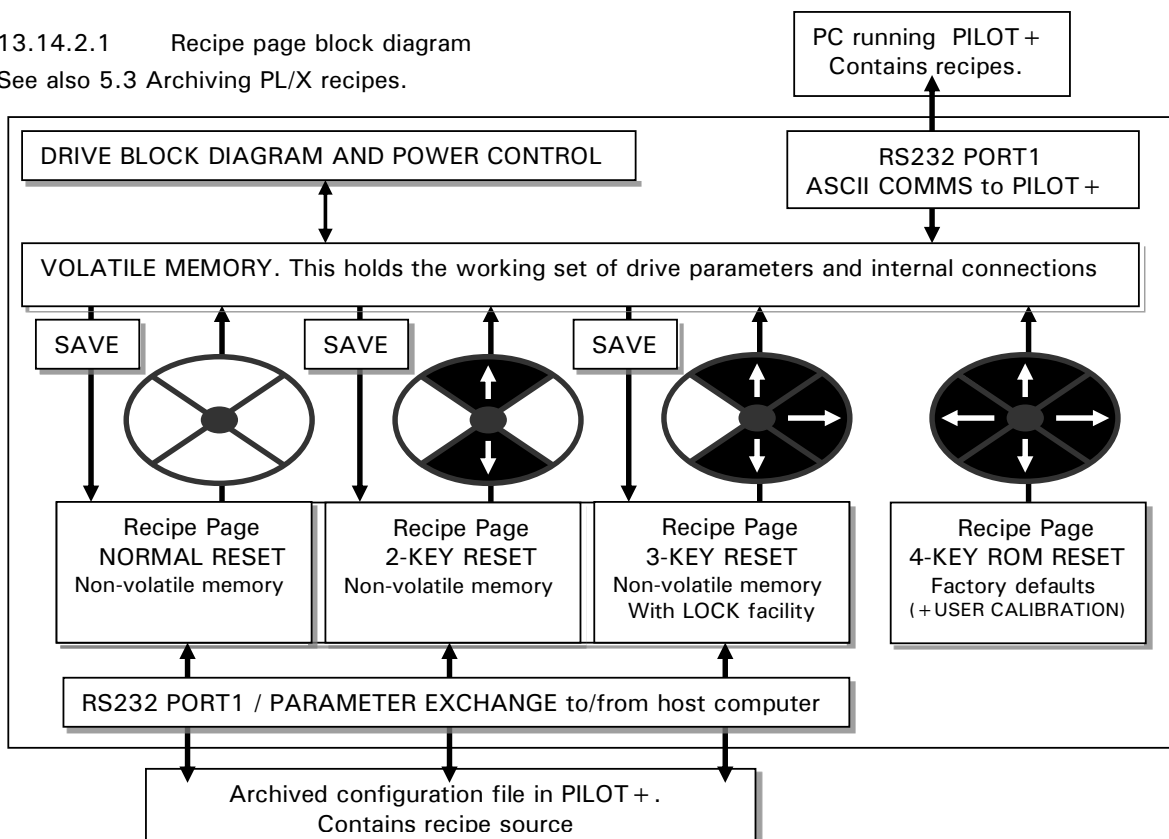 13.14.2.1 Recipe page block diagram
See also 5.3 Archiving PL/X recipes.
PC running PILOT+
Contains recipes.
DRIVE BLOCK DIAGRAM AND POWER CONTROL
RS232 PORT1
ASCII COMMS to PILOT+
VOLATILE MEMORY. This holds the working set of drive parameters and internal connections
SAVE
SAVE
SAVE
Recipe Page
NORMAL RESET
Non-volatile memory
Recipe Page
2-KEY RESET
Non-volatile memory
Recipe Page
3-KEY RESET
Non-volatile memory
With LOCK facility
Recipe Page
4-KEY ROM RESET
Factory defaults
(+USER CALIBRATION)
RS232 PORT1 / PARAMETER EXCHANGE to/from host computer
Archived configuration file in PILOT+.
Contains recipe source